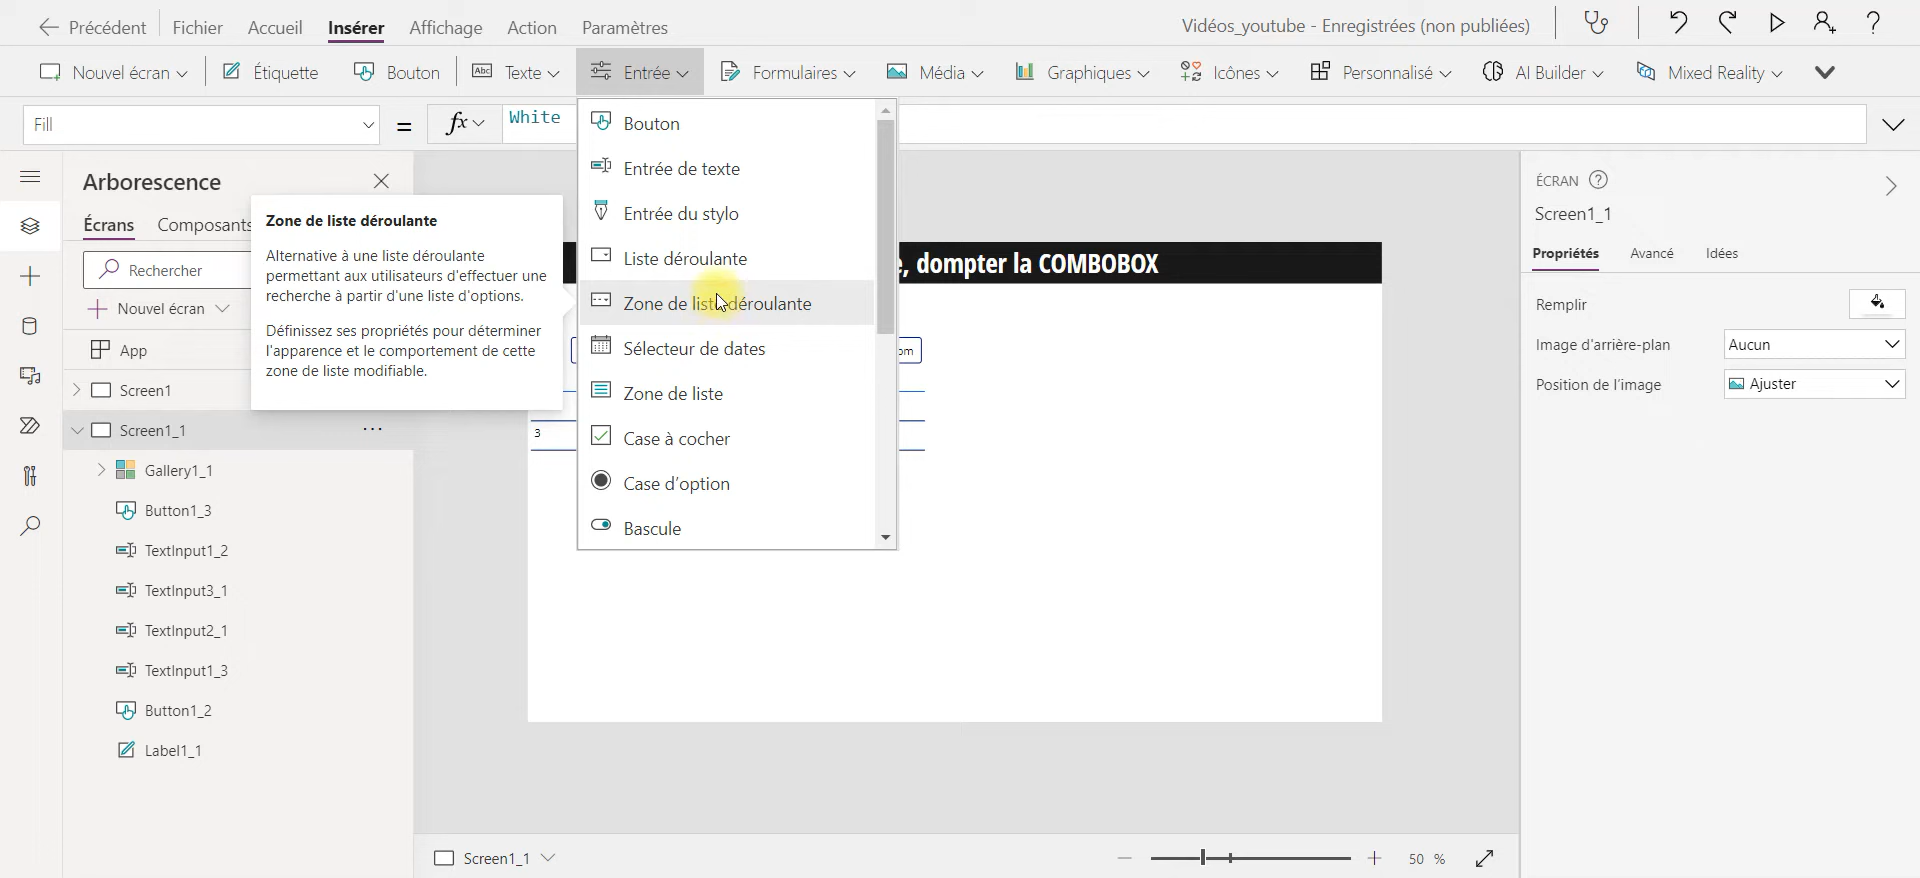 Précédent
Fichier
Accueil
Insérer
Affichage
Action
Paramètres
Vidéos_youtube - Enregistrées (non publiées)
Nouvel écran
Étiquette
Bouton
Abc Texte
Entrée
Formulaires
Média
Graphiques
Icônes
Personnalisé
AI Builder
Mixed Reality
Fill
=
fx
White
Arborescence
Écrans
Composants
Rechercher
Nouvel écran
App
Screen1
Screen1_1
Gallery1_1
Button1_3
TextInput1_2
TextInput3_1
TextInput2_1
TextInput1_3
Button1_2
Label1_1
Zone de liste déroulante
Alternative à une liste déroulante
permettant aux utilisateurs d'effectuer une
recherche à partir d'une liste d'options.
Définissez ses propriétés pour déterminer
l'apparence et le comportement de cette
zone de liste modifiable.
Bouton
Entrée de texte
Entrée du stylo
Liste déroulante
Zone de liste déroulante
Sélecteur de dates
Zone de liste
Case à cocher
Case d'option
Bascule
, dompter la COMBOBOX
om
3
ÉCRAN
Screen1_1
Propriétés
Avancé
Idées
Remplir
Image d'arrière-plan
Aucun
Position de l'image
Ajuster
Screen1_1
50 %